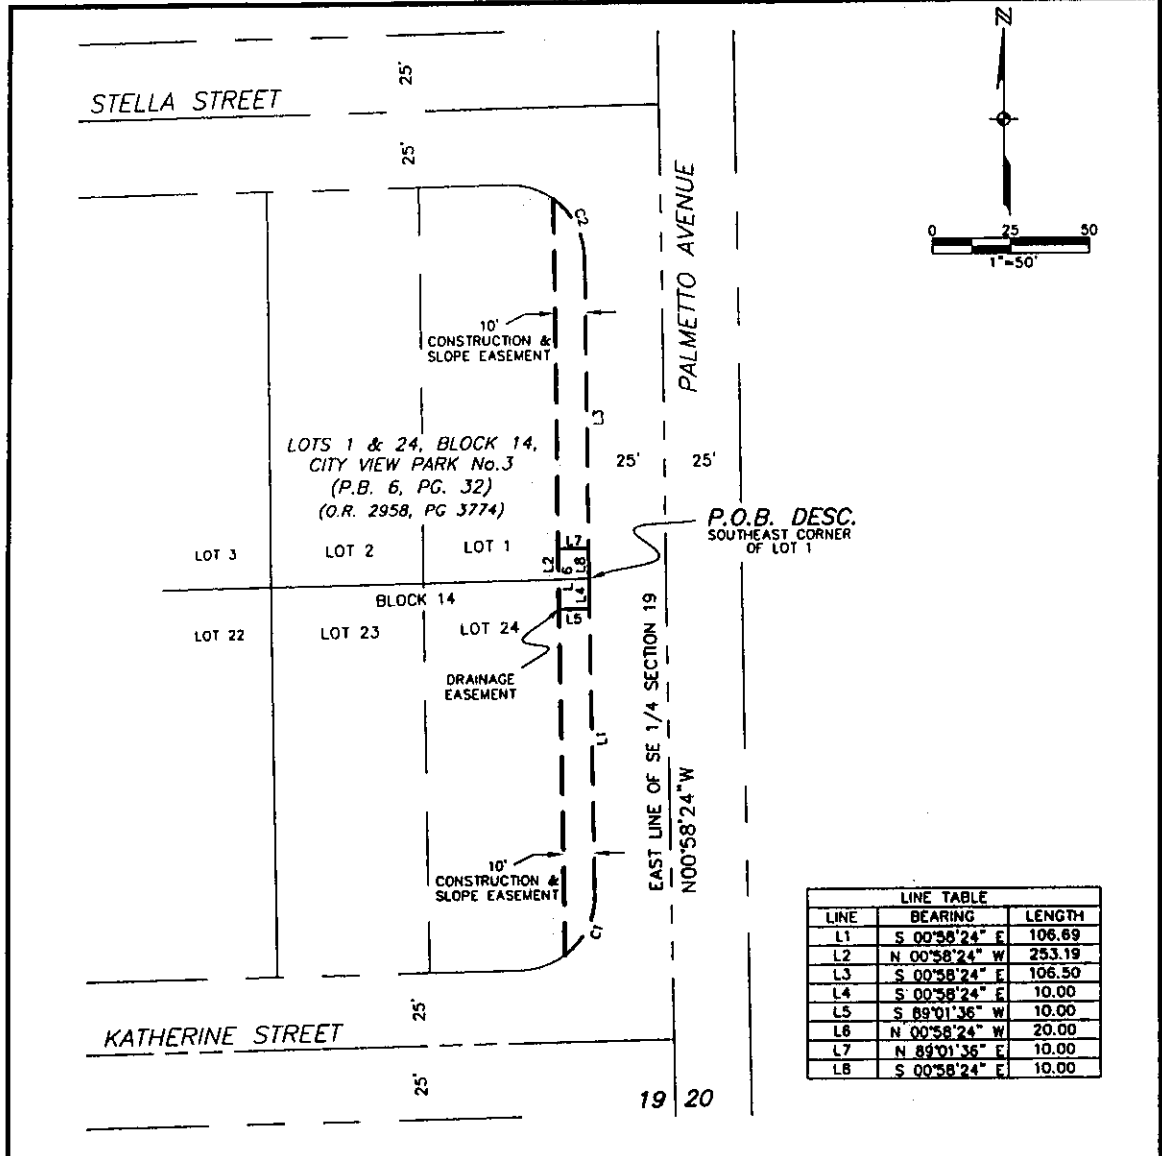 N
25'
STELLA STREET
25'
C2
PALMETTO AVENUE
0 25 50
1"=50'
10'
CONSTRUCTION &
SLOPE EASEMENT
L3
LOTS 1 & 24, BLOCK 14,
CITY VIEW PARK No.3
(P.B. 6, PG. 32)
(O.R. 2958, PG 3774)
25' 25'
P.O.B. DESC.
SOUTHEAST CORNER
OF LOT 1
LOT 3 LOT 2 LOT 1
L7
L2 L6 L8
BLOCK 14
L4
L5
LOT 22 LOT 23 LOT 24
DRAINAGE
EASEMENT
L1
EAST LINE OF SE 1/4 SECTION 19
N00°58'24"W
10'
CONSTRUCTION &
SLOPE EASEMENT
C1
25'
KATHERINE STREET
25'
19 20
LINE TABLE
LINE BEARING LENGTH
L1 S 00°58'24" E 106.69
L2 N 00°58'24" W 253.19
L3 S 00°58'24" E 106.50
L4 S 00°58'24" E 10.00
L5 S 89°01'36" W 10.00
L6 N 00°58'24" W 20.00
L7 N 89°01'36" E 10.00
L8 S 00°58'24" E 10.00